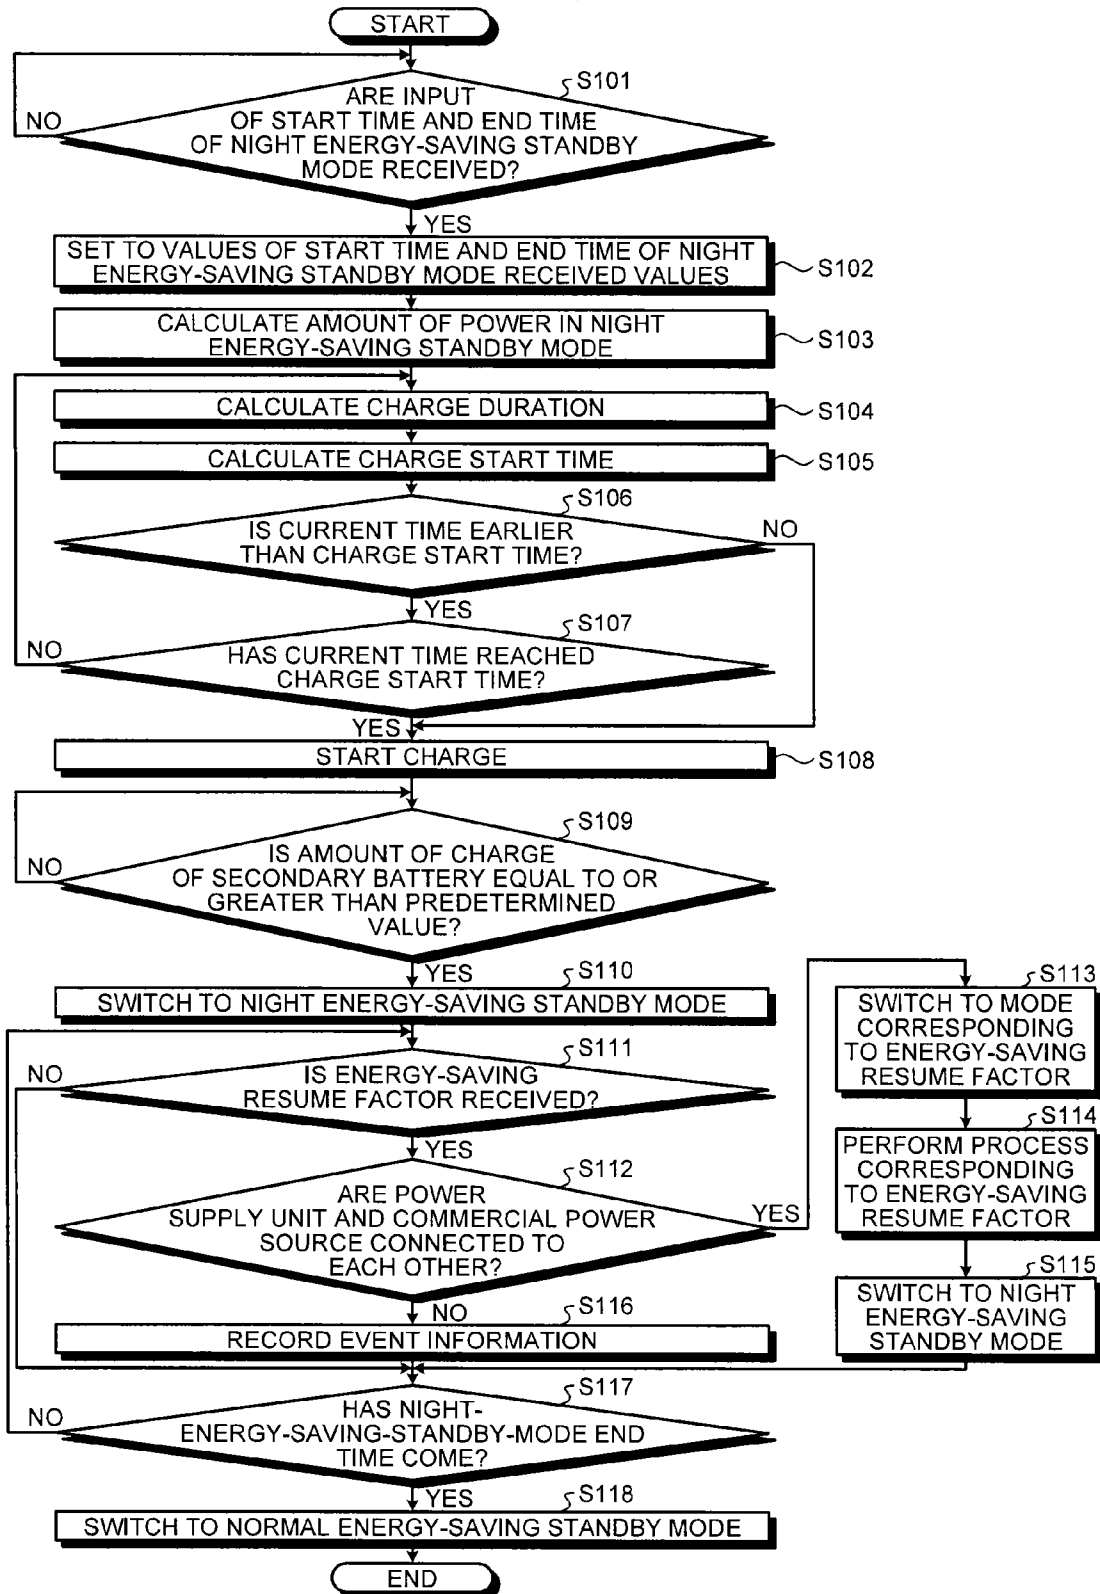 START
S101
ARE INPUT
OF START TIME AND END TIME
OF NIGHT ENERGY-SAVING STANDBY
MODE RECEIVED?
NO
YES
SET TO VALUES OF START TIME AND END TIME OF NIGHT
ENERGY-SAVING STANDBY MODE RECEIVED VALUES
S102
CALCULATE AMOUNT OF POWER IN NIGHT
ENERGY-SAVING STANDBY MODE
S103
CALCULATE CHARGE DURATION
S104
CALCULATE CHARGE START TIME
S105
S106
IS CURRENT TIME EARLIER
THAN CHARGE START TIME?
NO
YES
S107
HAS CURRENT TIME REACHED
CHARGE START TIME?
NO
YES
START CHARGE
S108
S109
IS AMOUNT OF CHARGE
OF SECONDARY BATTERY EQUAL TO OR
GREATER THAN PREDETERMINED
VALUE?
NO
YES
S110
SWITCH TO NIGHT ENERGY-SAVING STANDBY MODE
S111
IS ENERGY-SAVING
RESUME FACTOR RECEIVED?
NO
YES
S112
ARE POWER
SUPPLY UNIT AND COMMERCIAL POWER
SOURCE CONNECTED TO
EACH OTHER?
YES
NO
S113
SWITCH TO MODE
CORRESPONDING
TO ENERGY-SAVING
RESUME FACTOR
S114
PERFORM PROCESS
CORRESPONDING
TO ENERGY-SAVING
RESUME FACTOR
S115
SWITCH TO NIGHT
ENERGY-SAVING
STANDBY MODE
S116
RECORD EVENT INFORMATION
S117
HAS NIGHT-
ENERGY-SAVING-STANDBY-MODE END
TIME COME?
NO
YES
S118
SWITCH TO NORMAL ENERGY-SAVING STANDBY MODE
END